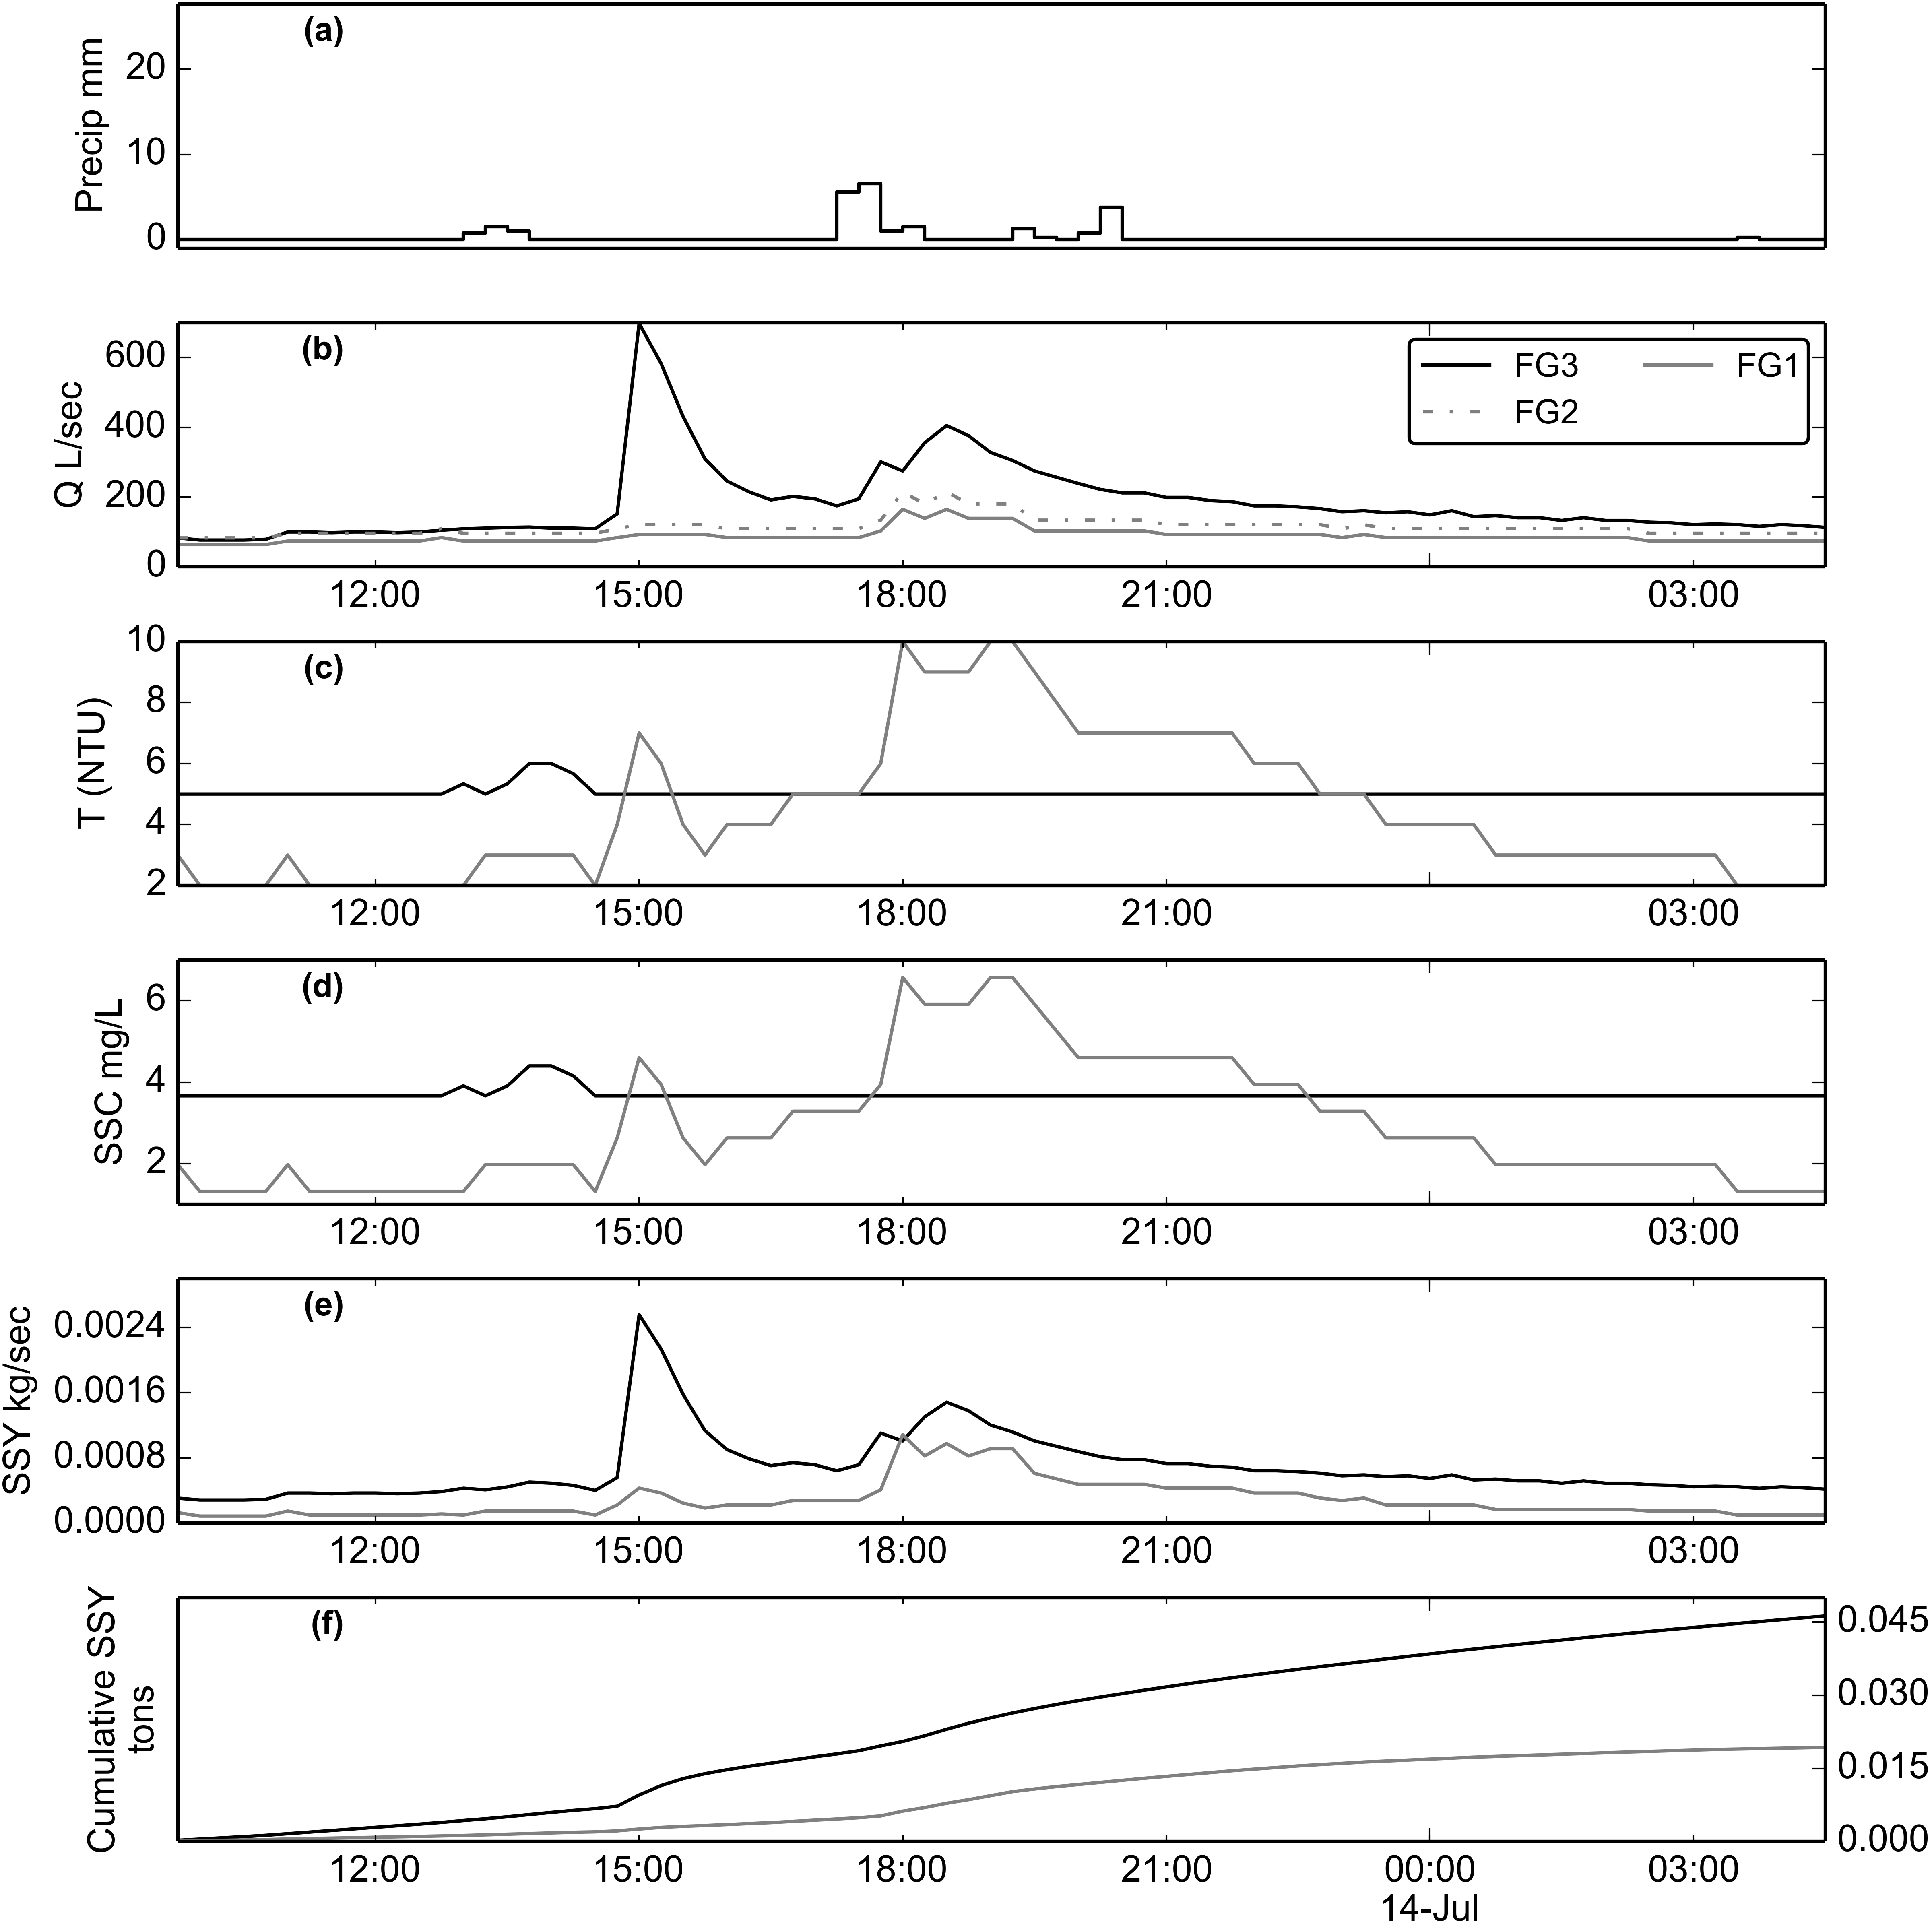 (a)
Precip mm
20
10
0
(b)
Q L/sec
600
400
200
0
FG3 FG1
FG2
12:00 15:00 18:00 21:00 03:00
(c)
T (NTU)
10
8
6
4
2
12:00 15:00 18:00 21:00 03:00
(d)
SSC mg/L
6
4
2
12:00 15:00 18:00 21:00 03:00
(e)
SSY kg/sec
0.0024
0.0016
0.0008
0.0000
12:00 15:00 18:00 21:00 03:00
(f)
Cumulative SSY
tons
0.045
0.030
0.015
0.000
12:00 15:00 18:00 21:00 00:00 03:00
14-Jul